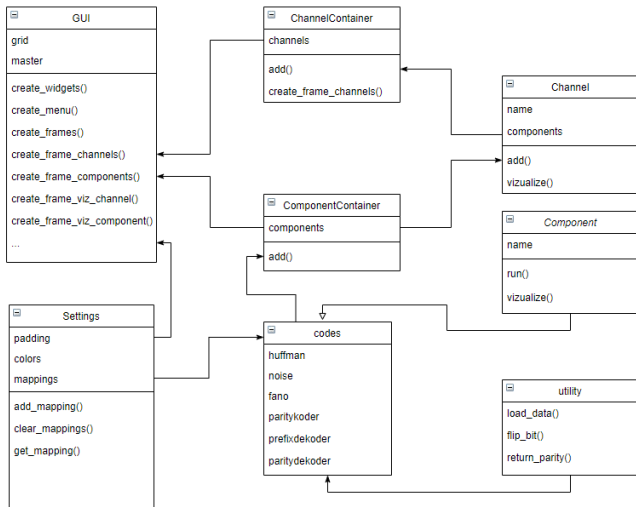 GUI
grid
master
create_widgets()
create_menu()
create_frames()
create_frame_channels()
create_frame_components()
create_frame_viz_channel()
create_frame_viz_component()
...
ChannelContainer
channels
add()
create_frame_channels()
Channel
name
components
add()
vizualize()
ComponentContainer
components
add()
Component
name
run()
vizualize()
Settings
padding
colors
mappings
add_mapping()
clear_mappings()
get_mapping()
codes
huffman
noise
fano
paritykoder
prefixdekoder
paritydekoder
utility
load_data()
flip_bit()
return_parity()